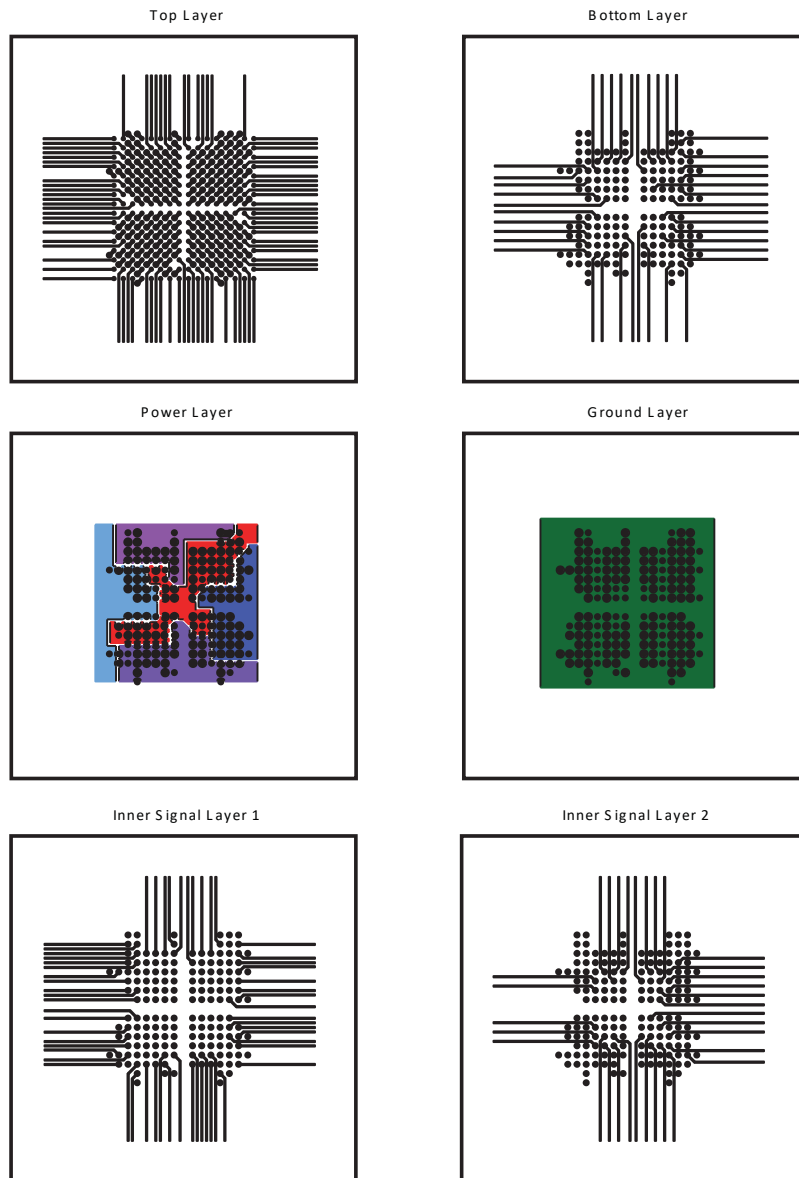 Top Layer
Bottom Layer
Power Layer
Ground Layer
Inner Signal Layer 1
Inner Signal Layer 2